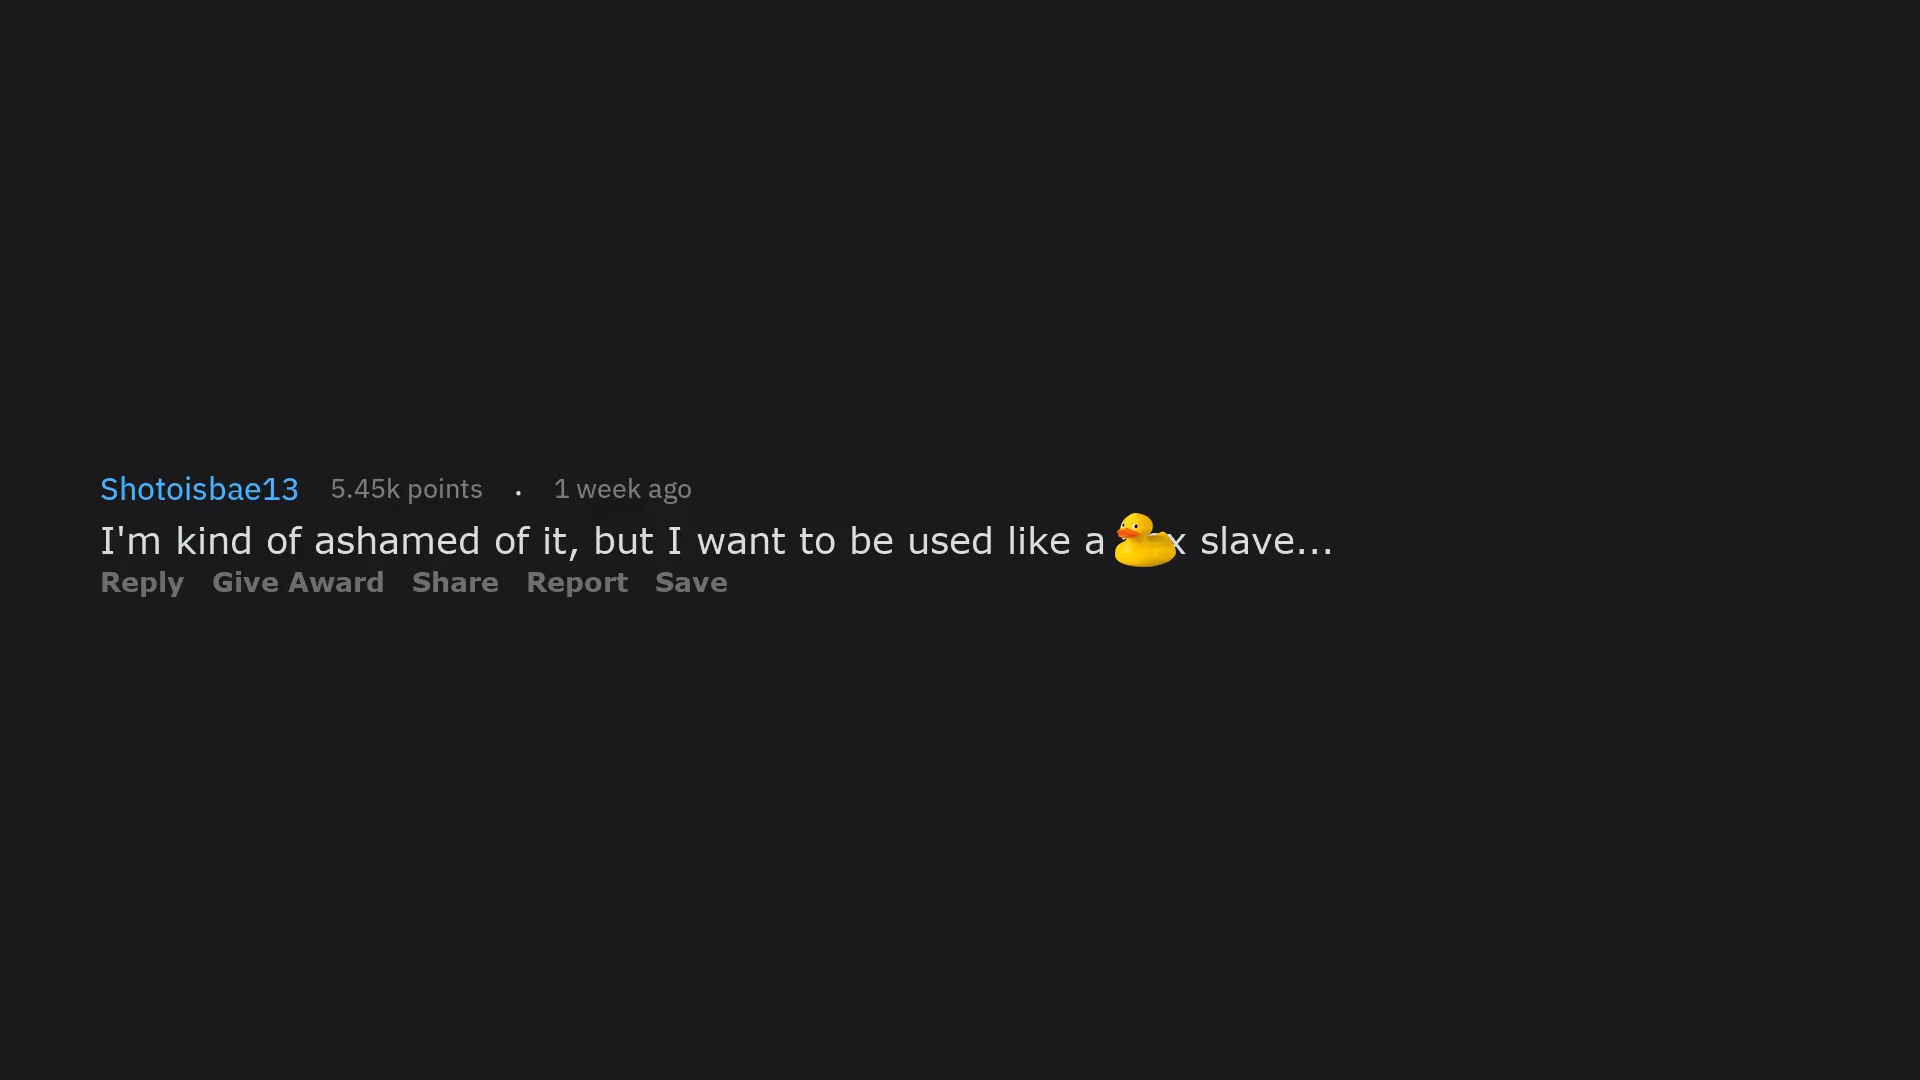 Shotoisbae13 5.45k points . 1 week ago
I'm kind of ashamed of it, but I want to be used like a x slave...
Reply Give Award Share Report Save